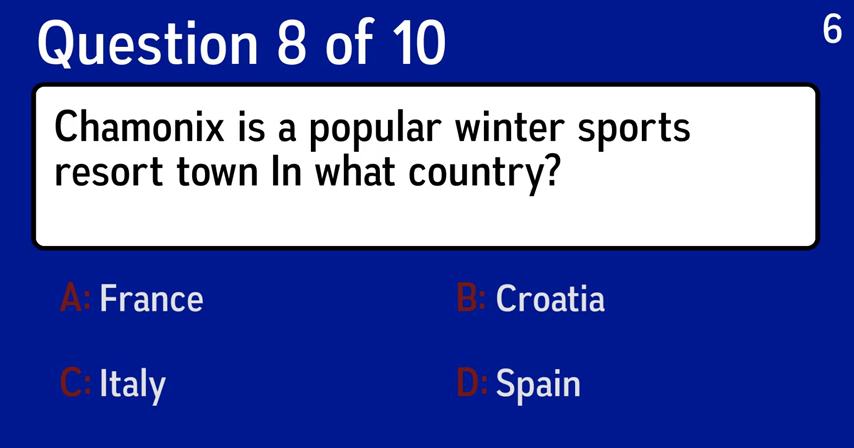 Question 8 of 10
6
Chamonix is a popular winter sports
resort town In what country?
A: France
B: Croatia
C: Italy
D: Spain